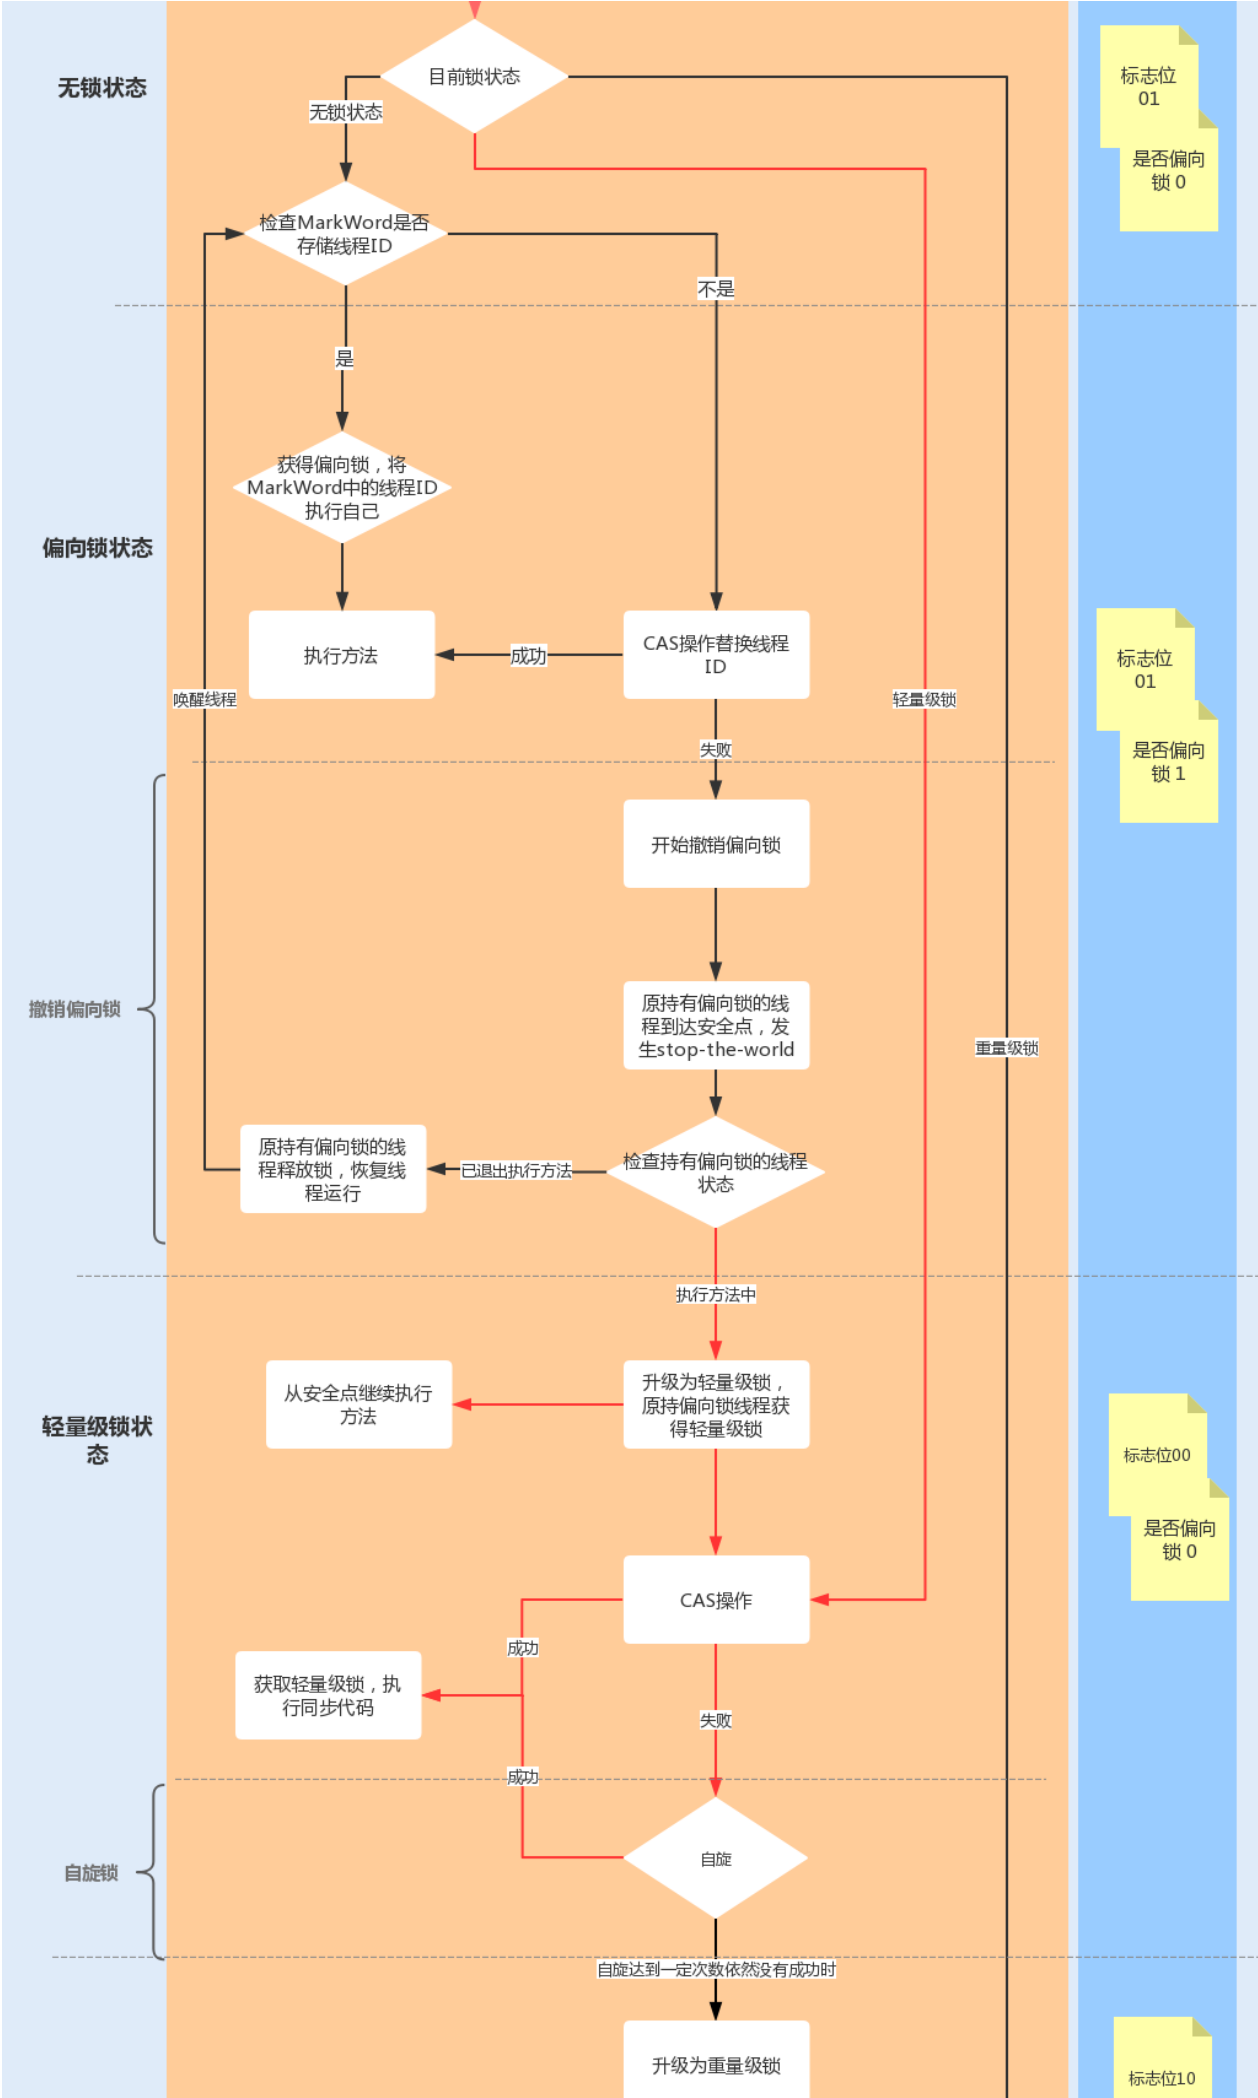 无锁状态
目前锁状态
无锁状态
标志位
01
是否偏向
锁 0
检查MarkWord是否
存储线程ID
不是
是
获得偏向锁，将
MarkWord中的线程ID
执行自己
偏向锁状态
执行方法
成功
CAS操作替换线程
ID
标志位
01
是否偏向
锁 1
唤醒线程
轻量级锁
失败
开始撤销偏向锁
撤销偏向锁
原持有偏向锁的线
程到达安全点，发
生stop-the-world
重量级锁
原持有偏向锁的线
程释放锁，恢复线
程运行
已退出执行方法
检查持有偏向锁的线程
状态
执行方法中
轻量级锁状
态
从安全点继续执行
方法
升级为轻量级锁，
原持偏向锁线程获
得轻量级锁
标志位00
是否偏向
锁 0
CAS操作
成功
获取轻量级锁，执
行同步代码
失败
成功
自旋锁
自旋
自旋达到一定次数依然没有成功时
升级为重量级锁
标志位10